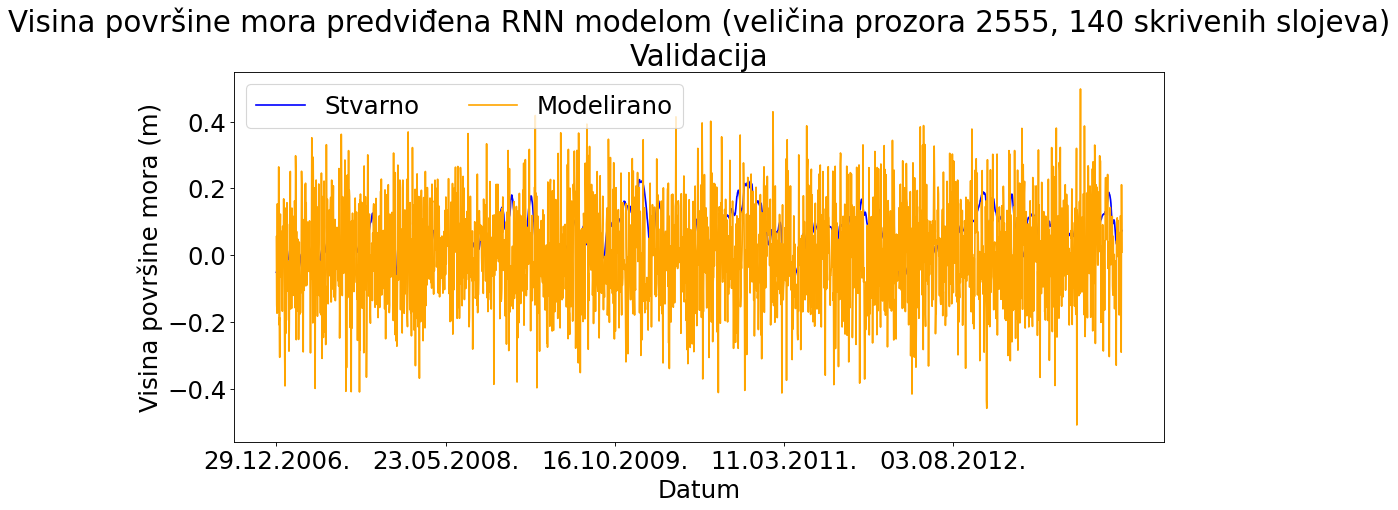 Visina površine mora predviđena RNN modelom (veličina prozora 2555, 140 skrivenih slojeva)
Validacija
Stvarno Modelirano
Visina površine mora (m)
0.4
0.2
0.0
−0.2
−0.4
29.12.2006. 23.05.2008. 16.10.2009. 11.03.2011. 03.08.2012.
Datum